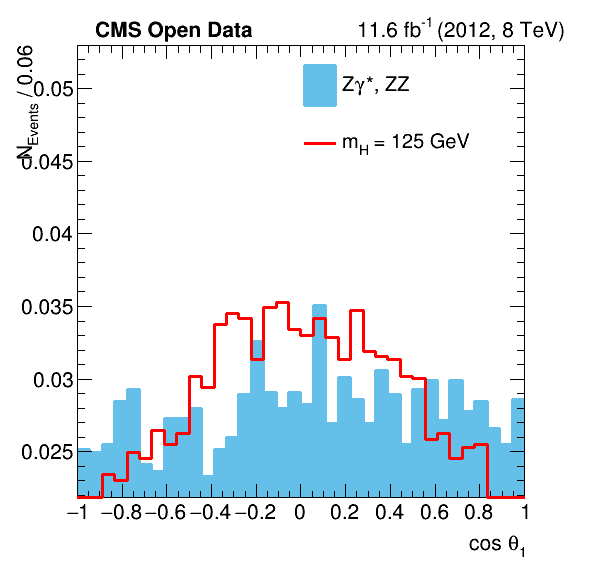 CMS Open Data 11.6 fb-1 (2012, 8 TeV)
NEvents / 0.06
0.05
0.045
0.04
0.035
0.03
0.025
Zγ*, ZZ
mH = 125 GeV
−1 −0.8 −0.6 −0.4 −0.2 0 0.2 0.4 0.6 0.8 1
cos θ1